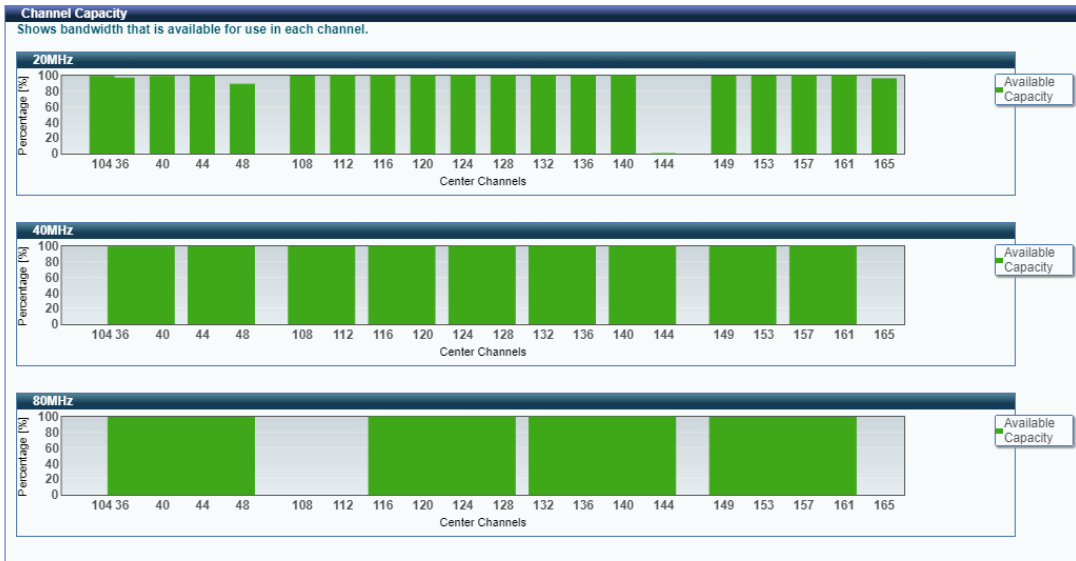 Channel Capacity
Shows bandwidth that is available for use in each channel.
20MHz
Percentage [%]
100
80
60
40
20
0
104 36 40 44 48 108 112 116 120 124 128 132 136 140 144 149 153 157 161 165
Center Channels
Available
Capacity
40MHz
Percentage [%]
100
80
60
40
20
0
104 36 40 44 48 108 112 116 120 124 128 132 136 140 144 149 153 157 161 165
Center Channels
Available
Capacity
80MHz
Percentage [%]
100
80
60
40
20
0
104 36 40 44 48 108 112 116 120 124 128 132 136 140 144 149 153 157 161 165
Center Channels
Available
Capacity